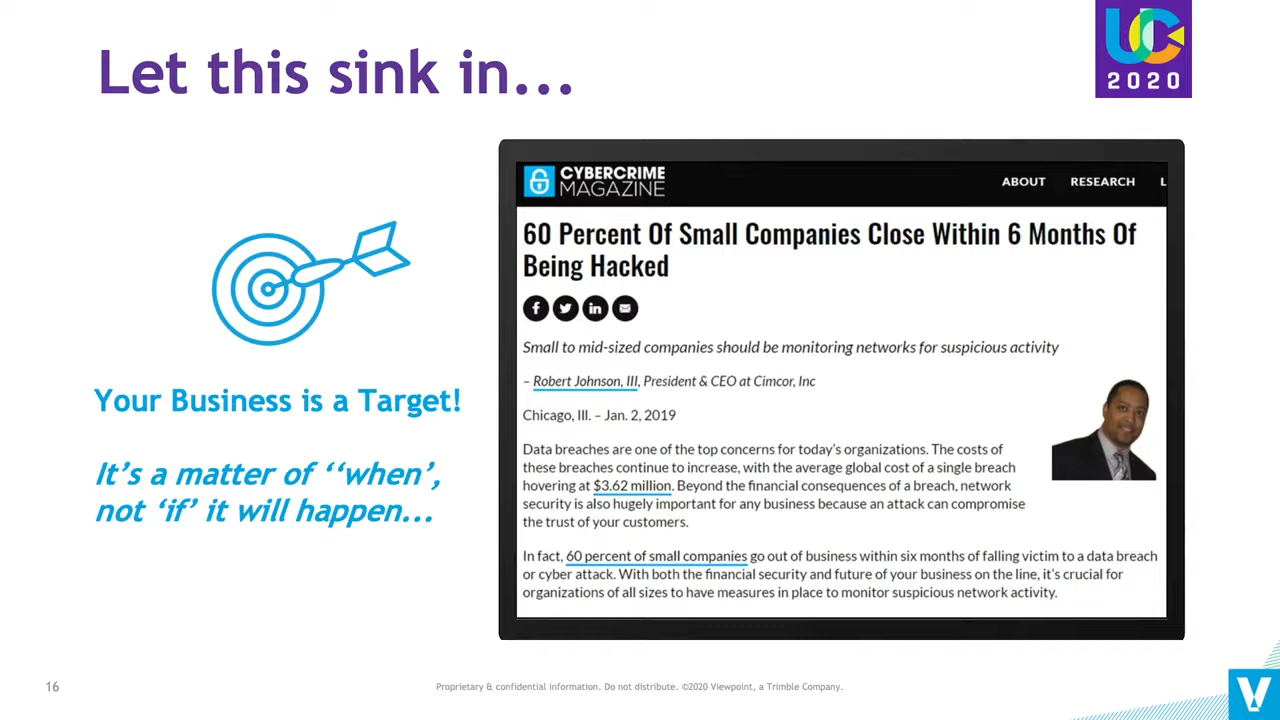 Let this sink in...
UC
2020
CYBERCRIME
MAGAZINE
ABOUT
RESEARCH
L
60 Percent Of Small Companies Close Within 6 Months Of
Being Hacked
Small to mid-sized companies should be monitoring networks for suspicious activity
– Robert Johnson, III, President & CEO at Cimcor, Inc
Chicago, Ill. – Jan. 2, 2019
Data breaches are one of the top concerns for today's organizations. The costs of
these breaches continue to increase, with the average global cost of a single breach
hovering at $3.62 million. Beyond the financial consequences of a breach, network
security is also hugely important for any business because an attack can compromise
the trust of your customers.
In fact, 60 percent of small companies go out of business within six months of falling victim to a data breach
or cyber attack. With both the financial security and future of your business on the line, it's crucial for
organizations of all sizes to have measures in place to monitor suspicious network activity.
Your Business is a Target!
It's a matter of ‘‘when’,
not ‘if’ it will happen...
16
Proprietary & confidential information. Do not distribute. ©2020 Viewpoint, a Trimble Company.